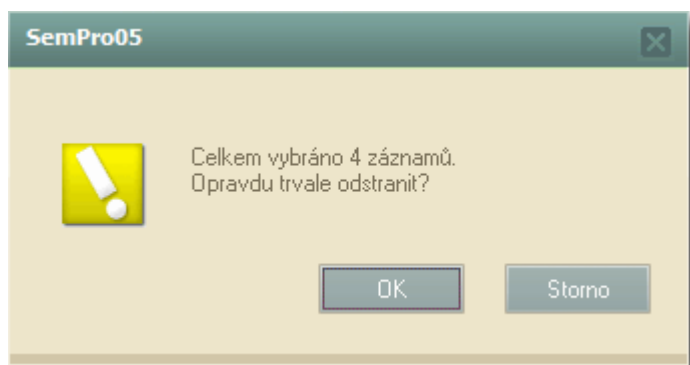 SemPro05
Celkem vybráno 4 záznamů.
Opravdu trvale odstranit?
OK
Storno